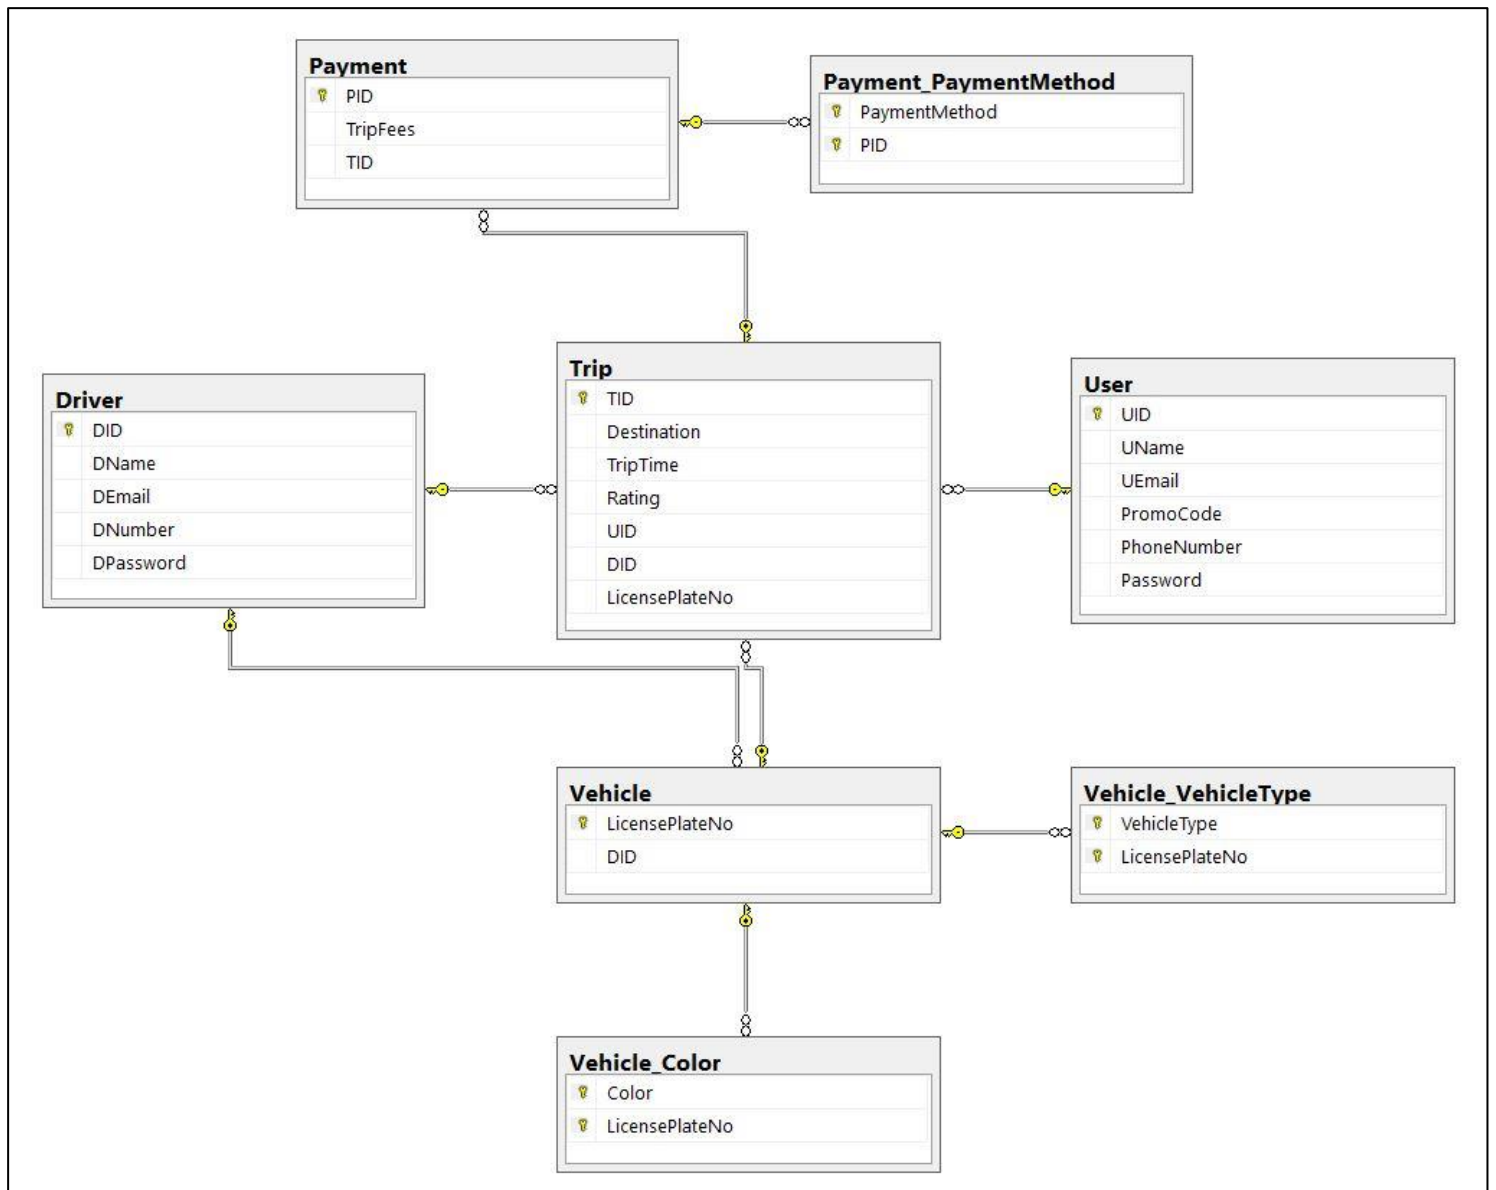 Payment
PID
TripFees
TID
Payment_PaymentMethod
PaymentMethod
PID
Driver
DID
DName
DEmail
DNumber
DPassword
Trip
TID
Destination
TripTime
Rating
UID
DID
LicensePlateNo
User
UID
UName
UEmail
PromoCode
PhoneNumber
Password
Vehicle
LicensePlateNo
DID
Vehicle_VehicleType
VehicleType
LicensePlateNo
Vehicle_Color
Color
LicensePlateNo